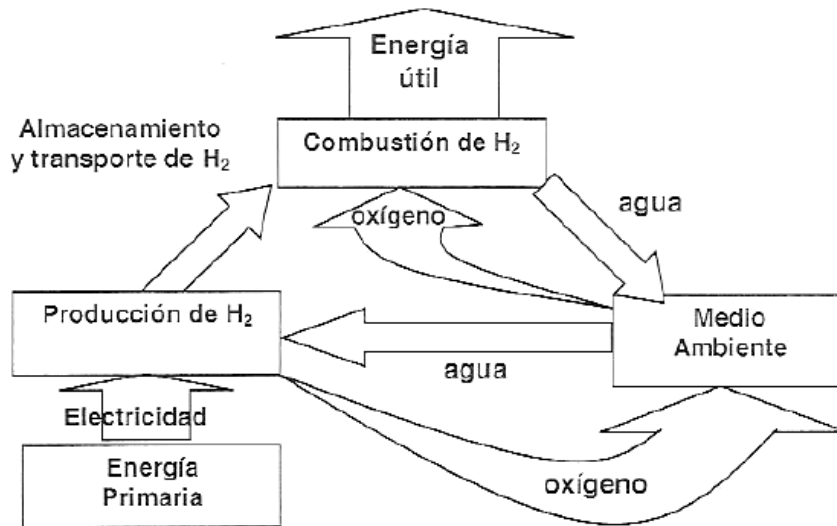 Energía
útil
Almacenamiento
y transporte de H₂
Combustión de H₂
oxígeno
agua
Producción de H₂
Medio
Ambiente
agua
Electricidad
Energía
Primaria
oxígeno